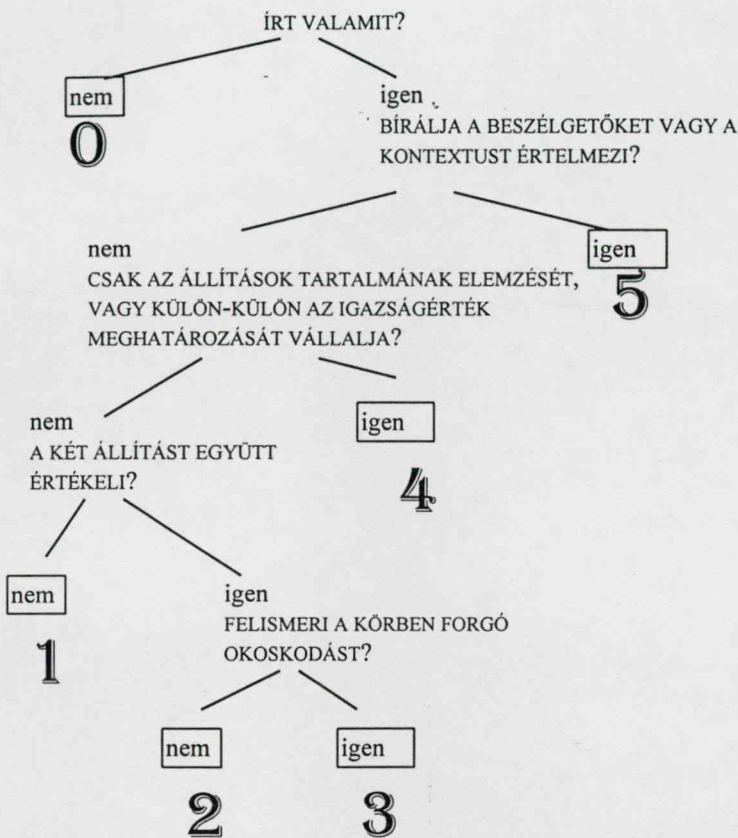 ÍRT VALAMIT?
nem
0
igen
BÍRÁLJA A BESZÉLGETŐKET VAGY A
KONTEXTUST ÉRTELMEZI?
nem
CSAK AZ ÁLLÍTÁSOK TARTALMÁNAK ELEMZÉSÉT,
VAGY KÜLÖN-KÜLÖN AZ IGAZSÁGÉRTÉK
MEGHATÁROZÁSÁT VÁLLALJA?
igen
5
nem
A KÉT ÁLLÍTÁST EGYÜTT
ÉRTÉKELI?
igen
4
nem
1
igen
FELISMERI A KÖRBEN FORGÓ
OKOSKODÁST?
nem
2
igen
3